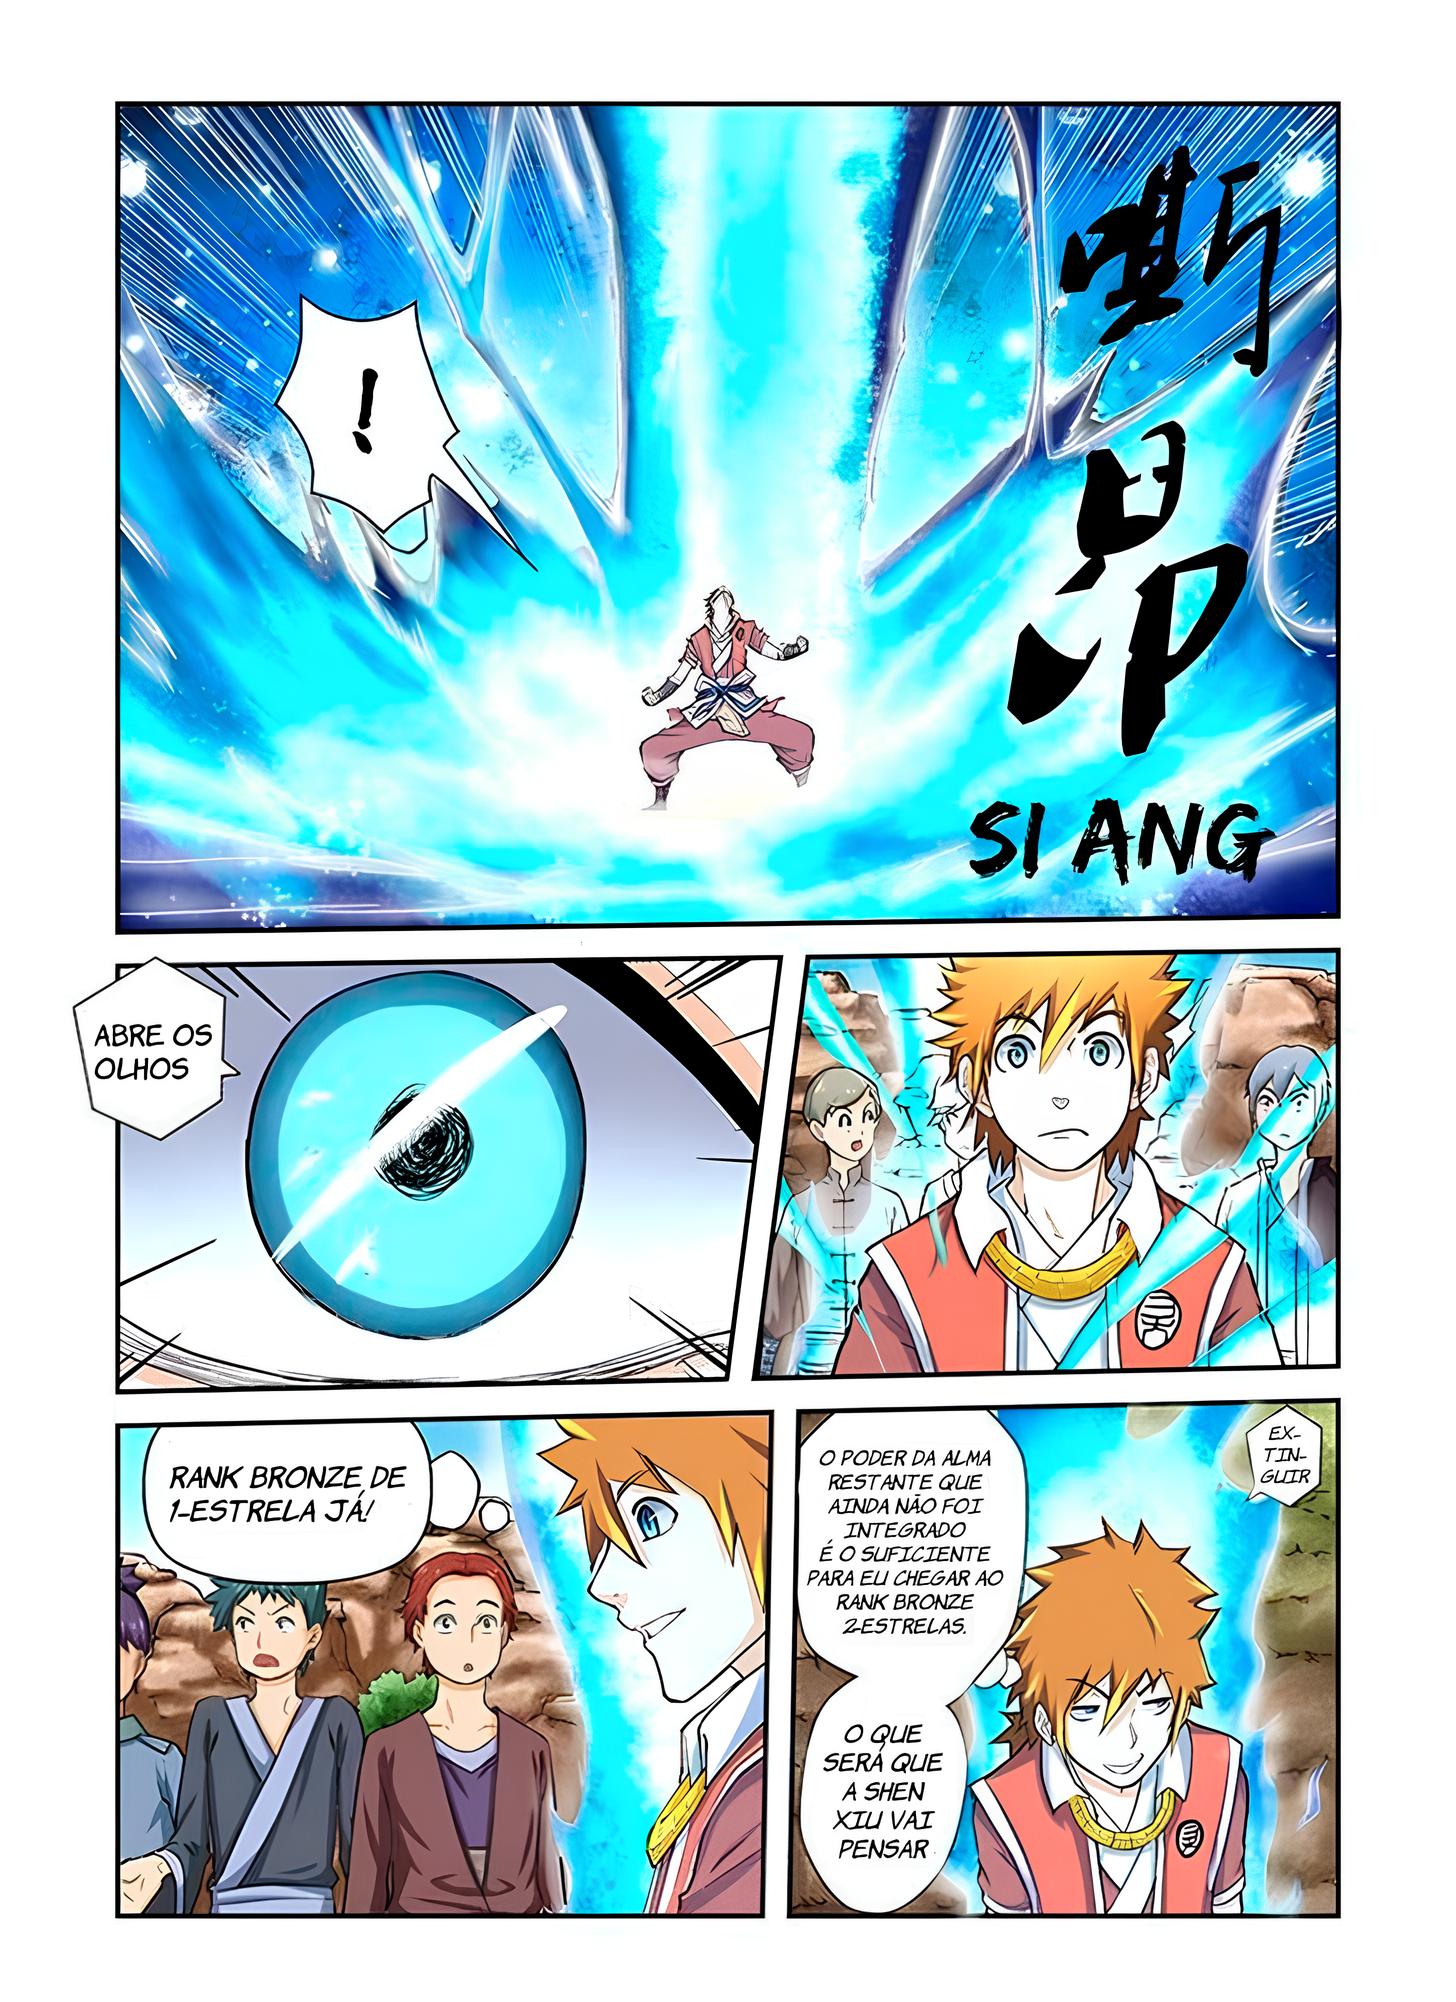 !
嘶
昂
SI ANG
ABRE OS
OLHOS
RANK BRONZE DE
1-ESTRELA JÁ!
O PODER DA ALMA
RESTANTE QUE
AINDA NÃO FOI
INTEGRADO
É O SUFICIENTE
PARA EU CHEGAR AO
RANK BRONZE
2-ESTRELAS.
EX-
TIN-
GUIR
O QUE
SERÁ QUE
A SHEN
XIU VAI
PENSAR